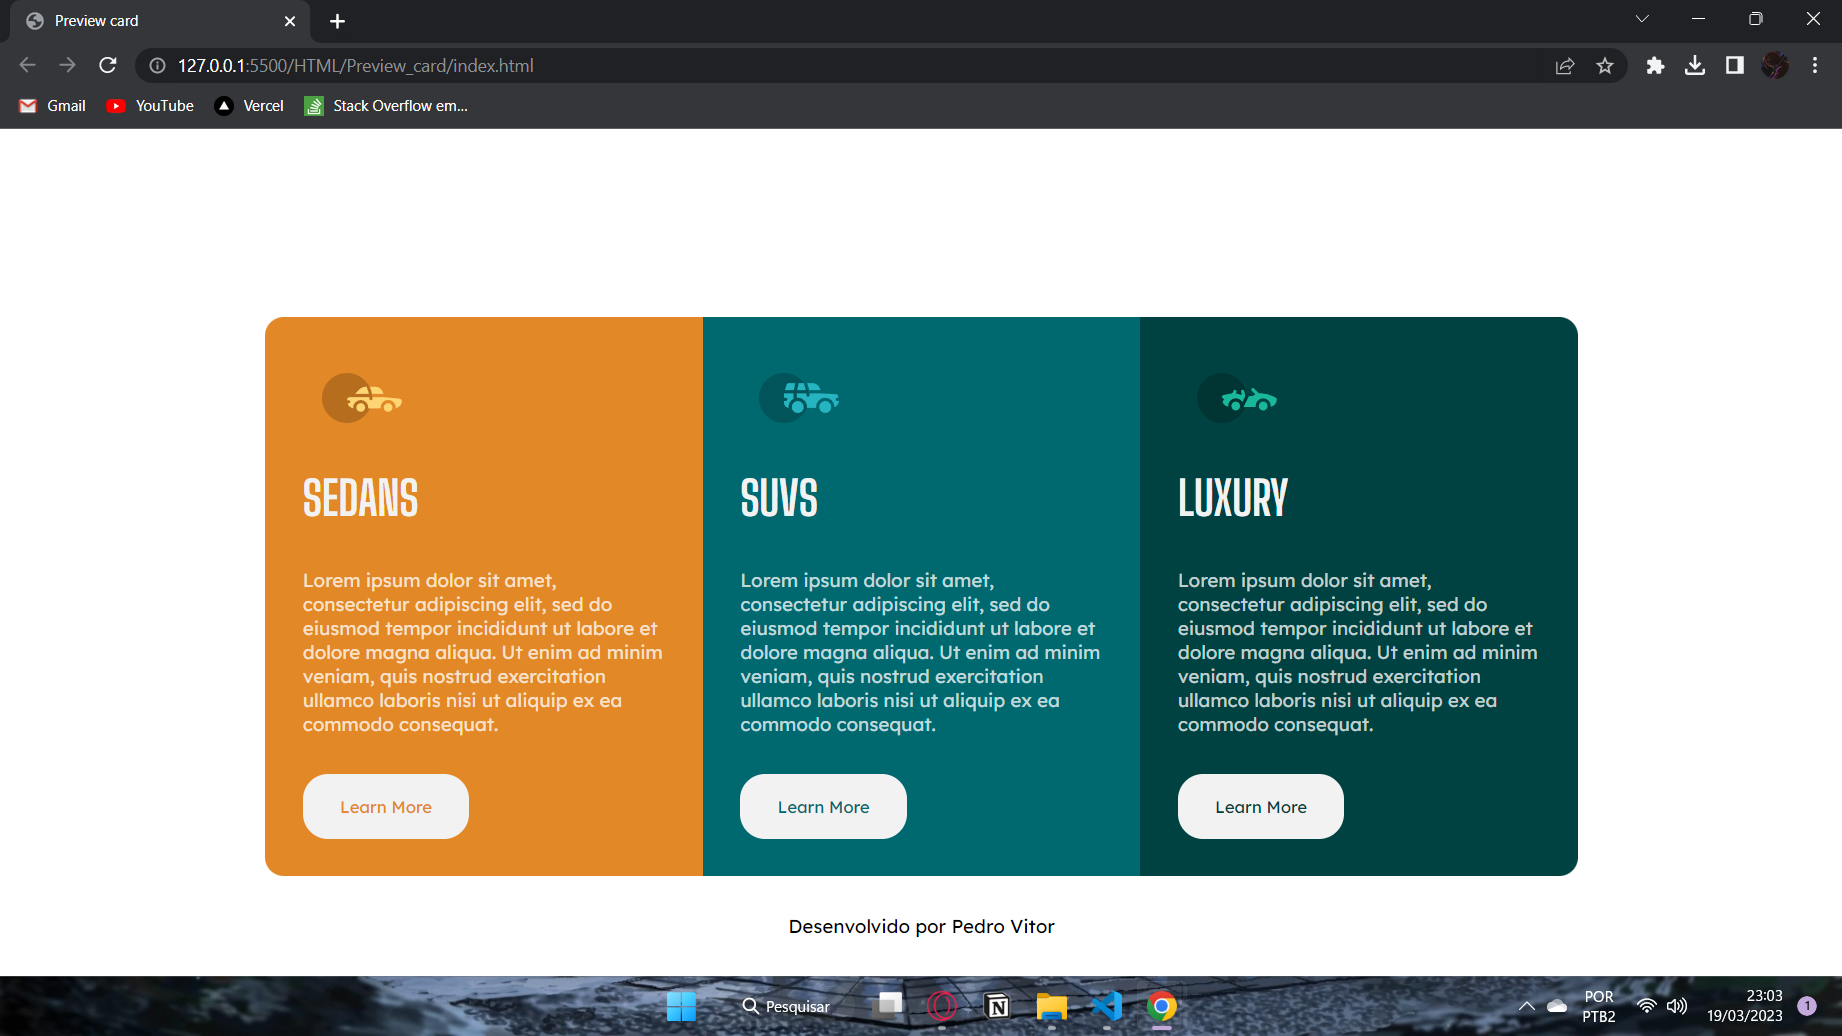 Preview card
127.0.0.1:5500/HTML/Preview_card/index.html
Gmail YouTube Vercel Stack Overflow em...
SEDANS
Lorem ipsum dolor sit amet,
consectetur adipiscing elit, sed do
eiusmod tempor incididunt ut labore et
dolore magna aliqua. Ut enim ad minim
veniam, quis nostrud exercitation
ullamco laboris nisi ut aliquip ex ea
commodo consequat.
Learn More
SUVS
Lorem ipsum dolor sit amet,
consectetur adipiscing elit, sed do
eiusmod tempor incididunt ut labore et
dolore magna aliqua. Ut enim ad minim
veniam, quis nostrud exercitation
ullamco laboris nisi ut aliquip ex ea
commodo consequat.
Learn More
LUXURY
Lorem ipsum dolor sit amet,
consectetur adipiscing elit, sed do
eiusmod tempor incididunt ut labore et
dolore magna aliqua. Ut enim ad minim
veniam, quis nostrud exercitation
ullamco laboris nisi ut aliquip ex ea
commodo consequat.
Learn More
Desenvolvido por Pedro Vitor
Pesquisar
POR
PTB2
23:03
19/03/2023
1